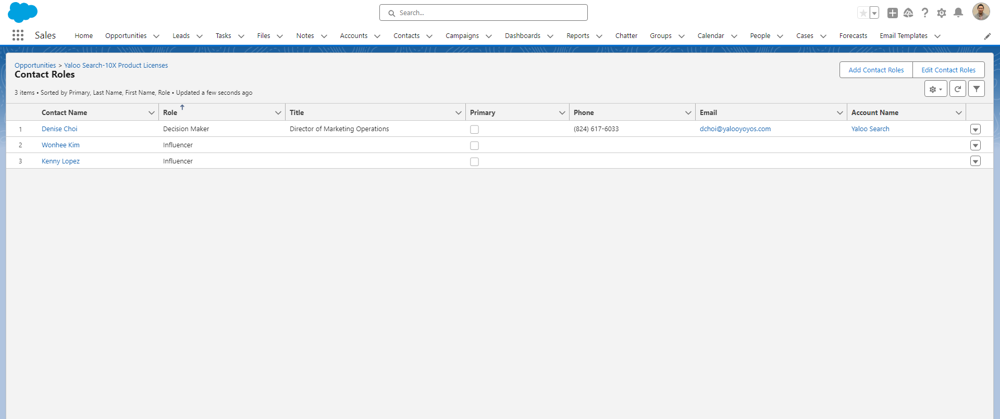 Search...
Sales
Home
Opportunities
Leads
Tasks
Files
Notes
Accounts
Contacts
Campaigns
Dashboards
Reports
Chatter
Groups
Calendar
People
Cases
Forecasts
Email Templates
Opportunities > Yaloo Search-10X Product Licenses
Contact Roles
Add Contact Roles
Edit Contact Roles
3 items • Sorted by Primary, Last Name, First Name, Role • Updated a few seconds ago
Contact Name Role Title Primary Phone Email Account Name
1 Denise Choi Decision Maker Director of Marketing Operations (824) 617-6033 dchoi@yalooyoyos.com Yaloo Search
2 Wonhee Kim Influencer
3 Kenny Lopez Influencer